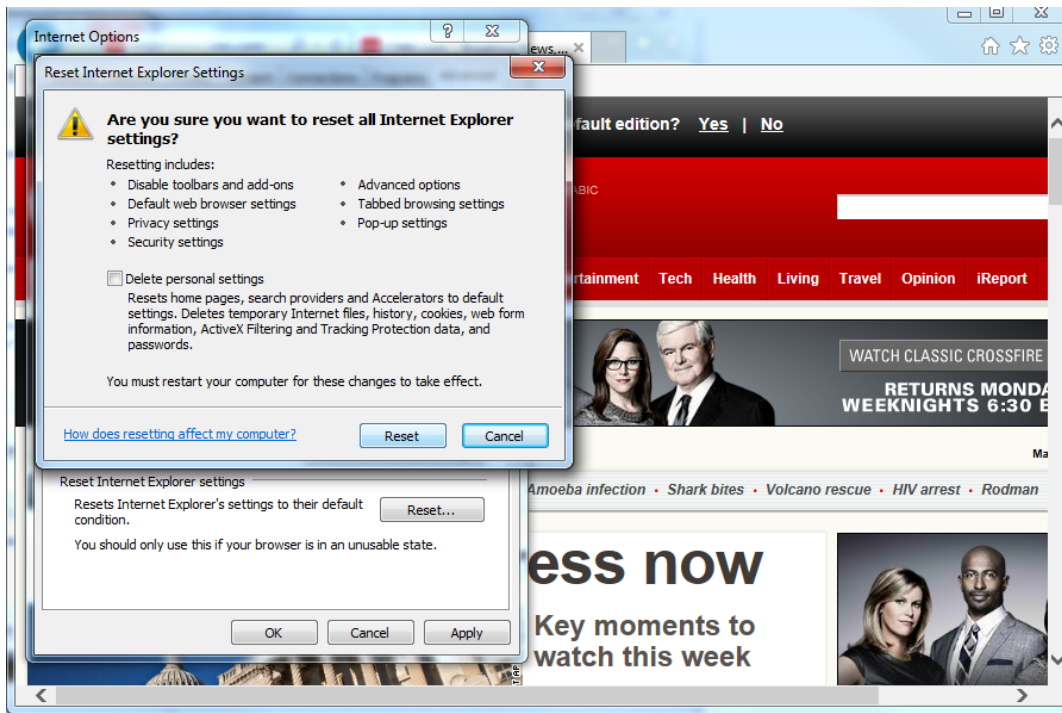 Internet Options
ews,...
Reset Internet Explorer Settings
Are you sure you want to reset all Internet Explorer
settings?
Resetting includes:
• Disable toolbars and add-ons
• Default web browser settings
• Privacy settings
• Security settings
• Advanced options
• Tabbed browsing settings
• Pop-up settings
Delete personal settings
Resets home pages, search providers and Accelerators to default
settings. Deletes temporary Internet files, history, cookies, web form
information, ActiveX Filtering and Tracking Protection data, and
passwords.
You must restart your computer for these changes to take effect.
How does resetting affect my computer?
Reset
Cancel
Reset Internet Explorer settings
Resets Internet Explorer's settings to their default
condition.
Reset...
You should only use this if your browser is in an unusable state.
OK
Cancel
Apply
fault edition? Yes | No
ABIC
rtainment Tech Health Living Travel Opinion iReport
WATCH CLASSIC CROSSFIRE
RETURNS MONDA
WEEKNIGHTS 6:30 E
Ma
Amoeba infection • Shark bites • Volcano rescue • HIV arrest • Rodman
ess now
Key moments to
watch this week